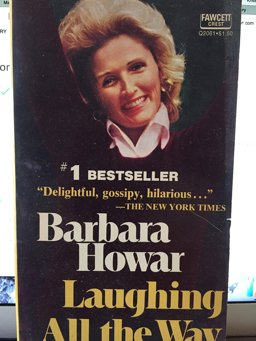 FAWCETT
CREST
Q2061•$1.50
#1 BESTSELLER
“Delightful, gossipy, hilarious...”
—THE NEW YORK TIMES
Barbara
Howar
Laughing
All the Way